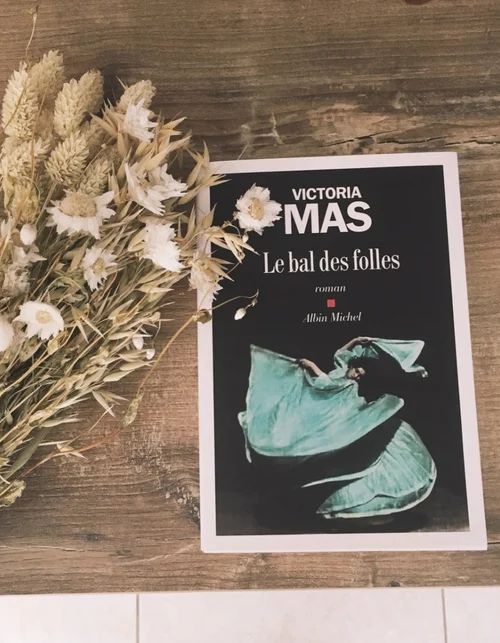 VICTORIA
MAS
Le bal des folles
roman
Albin Michel